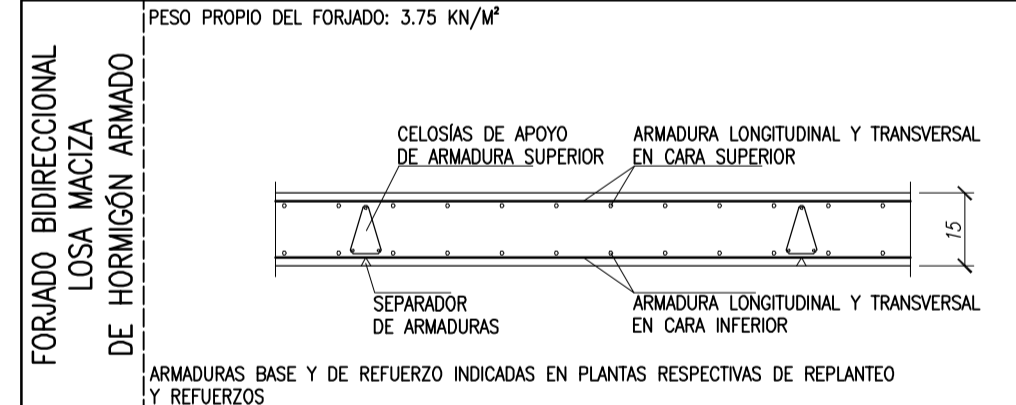 FORJADO BIDIRECCIONAL
LOSA MACIZA
DE HORMIGÓN ARMADO
PESO PROPIO DEL FORJADO: 3.75 KN/M²
CELOSÍAS DE APOYO
DE ARMADURA SUPERIOR
ARMADURA LONGITUDINAL Y TRANSVERSAL
EN CARA SUPERIOR
15
SEPARADOR
DE ARMADURAS
ARMADURA LONGITUDINAL Y TRANSVERSAL
EN CARA INFERIOR
ARMADURAS BASE Y DE REFUERZO INDICADAS EN PLANTAS RESPECTIVAS DE REPLANTEO
Y REFUERZOS